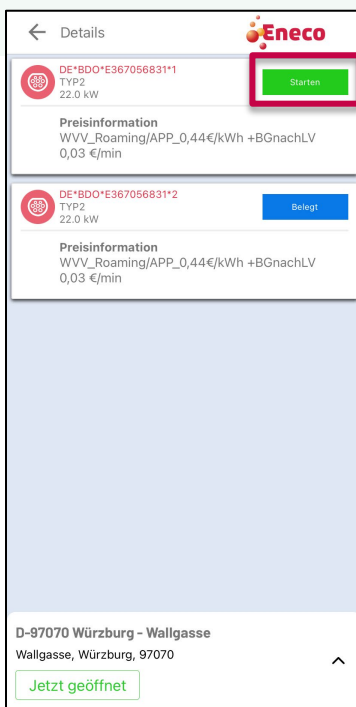 Details
Eneco
DE*BDO*E367056831*1
TYP2
22.0 kW
Starten
Preisinformation
WVV_Roaming/APP_0,44€/kWh +BGnachLV
0,03 €/min
DE*BDO*E367056831*2
TYP2
22.0 kW
Belegt
Preisinformation
WVV_Roaming/APP_0,44€/kWh +BGnachLV
0,03 €/min
D-97070 Würzburg - Wallgasse
Wallgasse, Würzburg, 97070
Jetzt geöffnet